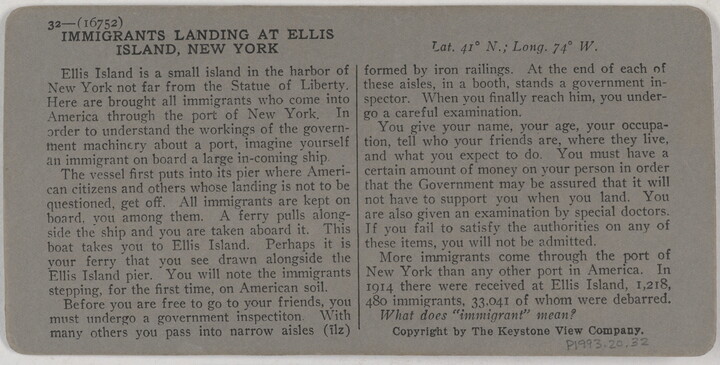 32—(16752)
IMMIGRANTS LANDING AT ELLIS
ISLAND, NEW YORK
Lat. 41° N.; Long. 74° W.
Ellis Island is a small island in the harbor of
New York not far from the Statue of Liberty.
Here are brought all immigrants who come into
America through the port of New York. In
order to understand the workings of the govern-
ment machinery about a port, imagine yourself
an immigrant on board a large in-coming ship.
The vessel first puts into its pier where Ameri-
can citizens and others whose landing is not to be
questioned, get off. All immigrants are kept on
board, you among them. A ferry pulls along-
side the ship and you are taken aboard it. This
boat takes you to Ellis Island. Perhaps it is
your ferry that you see drawn alongside the
Ellis Island pier. You will note the immigrants
stepping, for the first time, on American soil.
Before you are free to go to your friends, you
must undergo a government inspectiton. With
many others you pass into narrow aisles (īlz)
formed by iron railings. At the end of each of
these aisles, in a booth, stands a government in-
spector. When you finally reach him, you under-
go a careful examination.
You give your name, your age, your occupa-
tion, tell who your friends are, where they live,
and what you expect to do. You must have a
certain amount of money on your person in order
that the Government may be assured that it will
not have to support you when you land. You
are also given an examination by special doctors.
If you fail to satisfy the authorities on any of
these items, you will not be admitted.
More immigrants come through the port of
New York than any other port in America. In
1914 there were received at Ellis Island, 1,218,
480 immigrants, 33,041 of whom were debarred.
What does "immigrant" mean?
Copyright by The Keystone View Company.
P1993.20.32